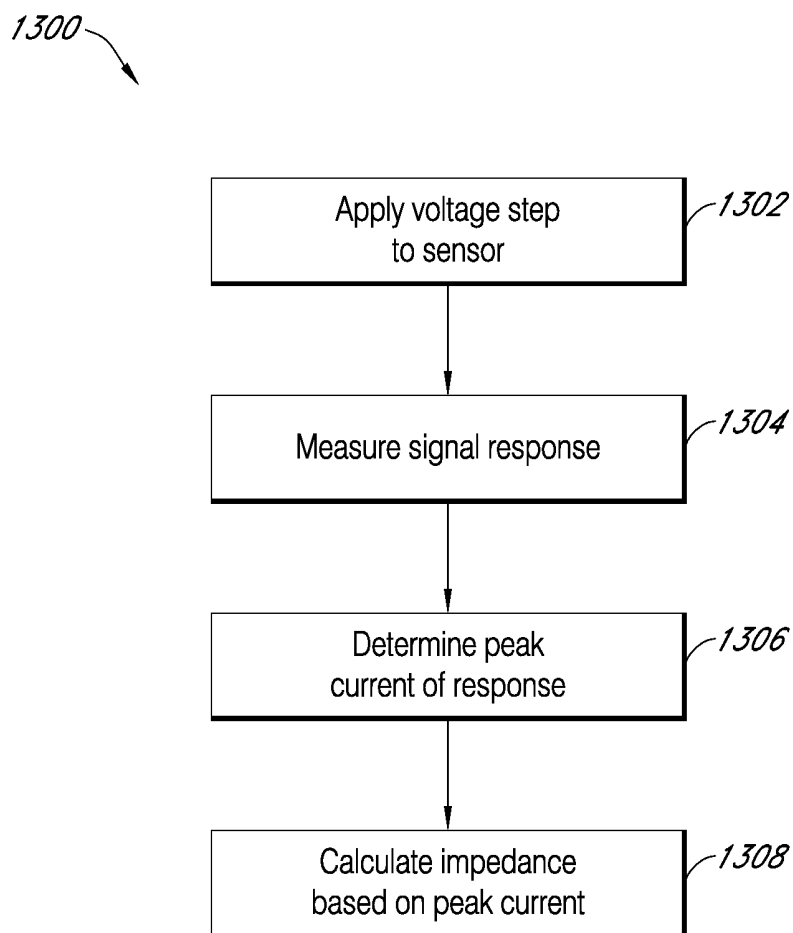 1300
Apply voltage step
to sensor
1302
Measure signal response
1304
Determine peak
current of response
1306
Calculate impedance
based on peak current
1308